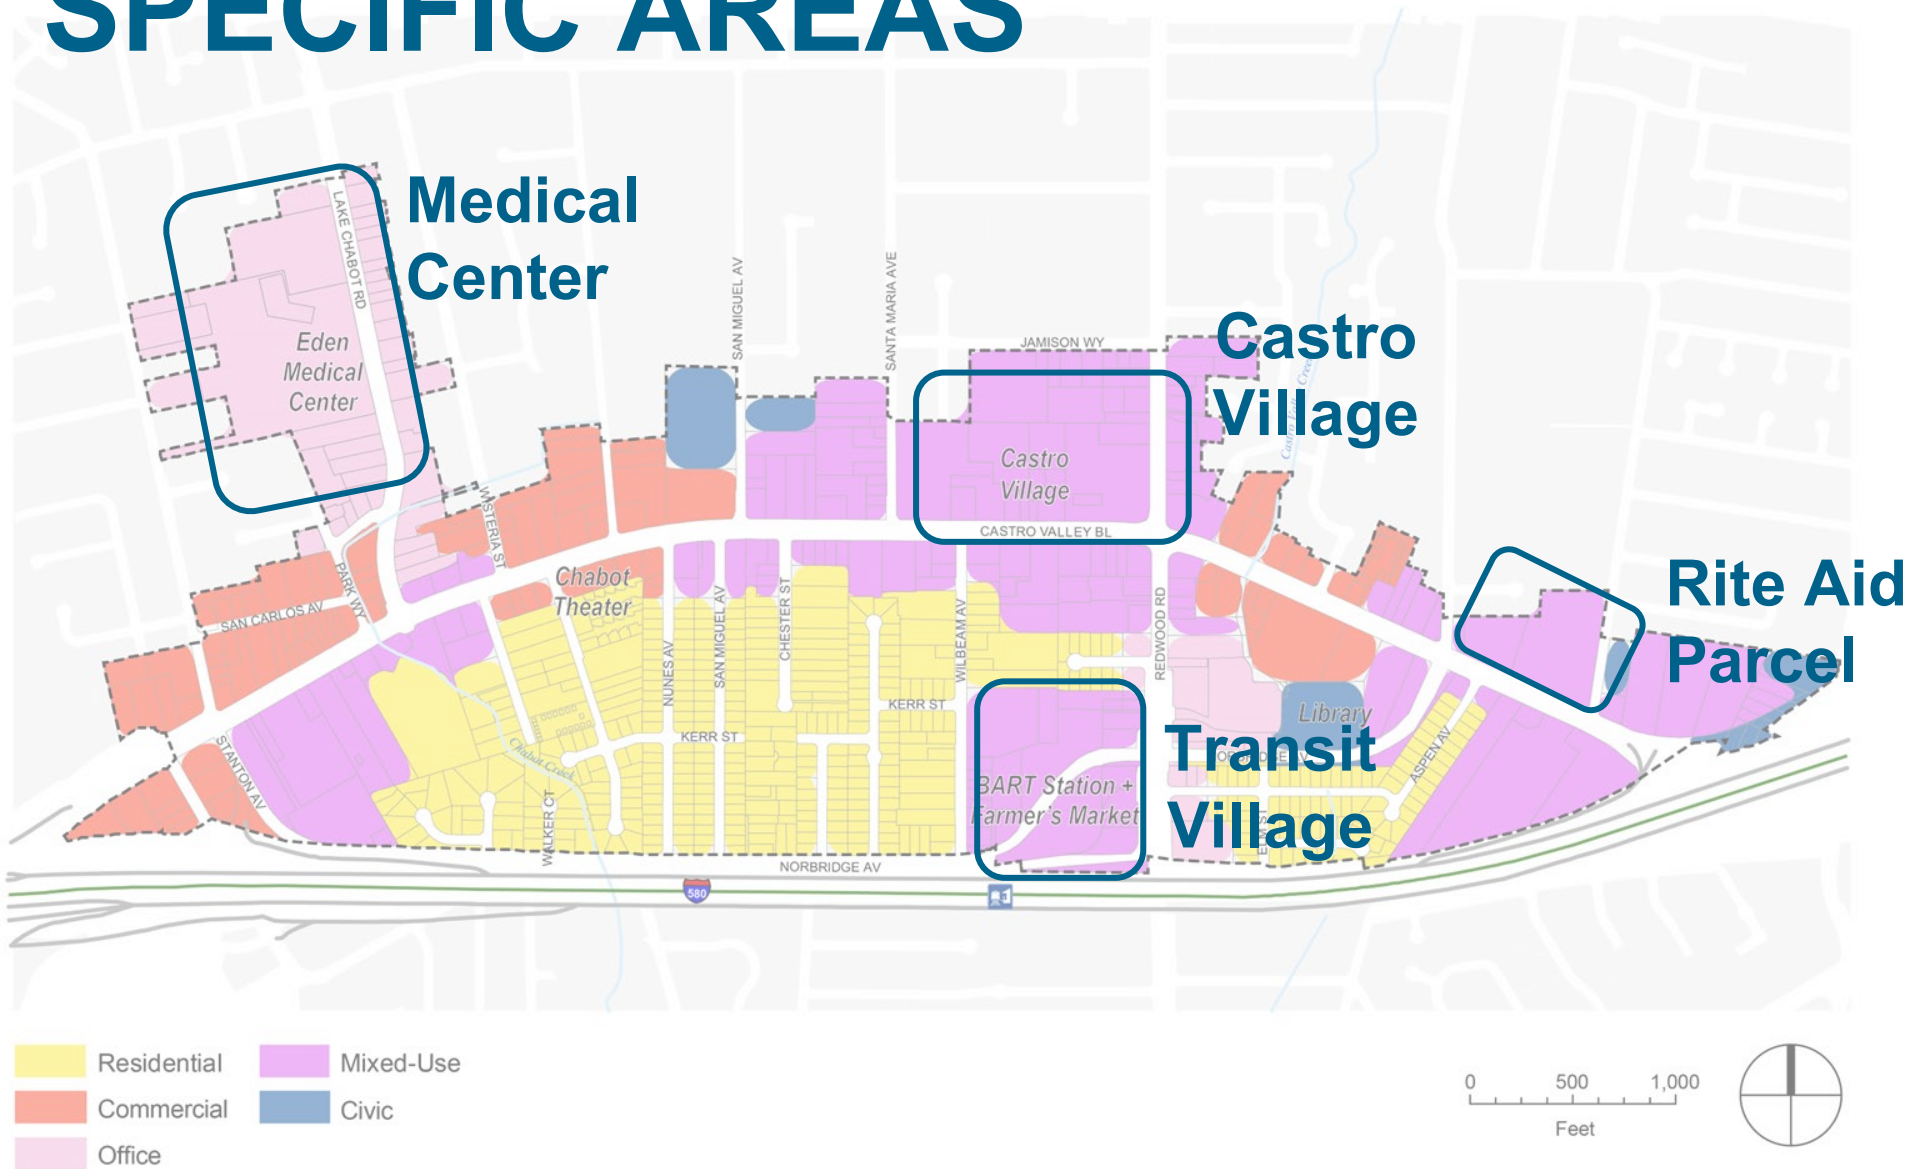 SPECIFIC AREAS
Medical
Center
LAKE CHABOT RD
Eden
Medical
Center
SAN MIGUEL AV
SANTA MARIA AVE
JAMISON WY
Castro
Village
Castro
Village
CASTRO VALLEY BL
WISTERIA ST
PARK WY
SAN CARLOS AV
Chabot
Theater
Rite Aid
Parcel
NUNES AV
SAN MIGUEL AV
CHESTER ST
WILBEAM AV
REDWOOD RD
KERR ST
KERR ST
Library
STANTON AV
Chabot Creek
WALKER CT
BART Station +
Farmer's Market
Transit
Village
ASPEN AV
NORBRIDGE AV
580
Residential
Mixed-Use
Commercial
Civic
Office
0 500 1,000
Feet